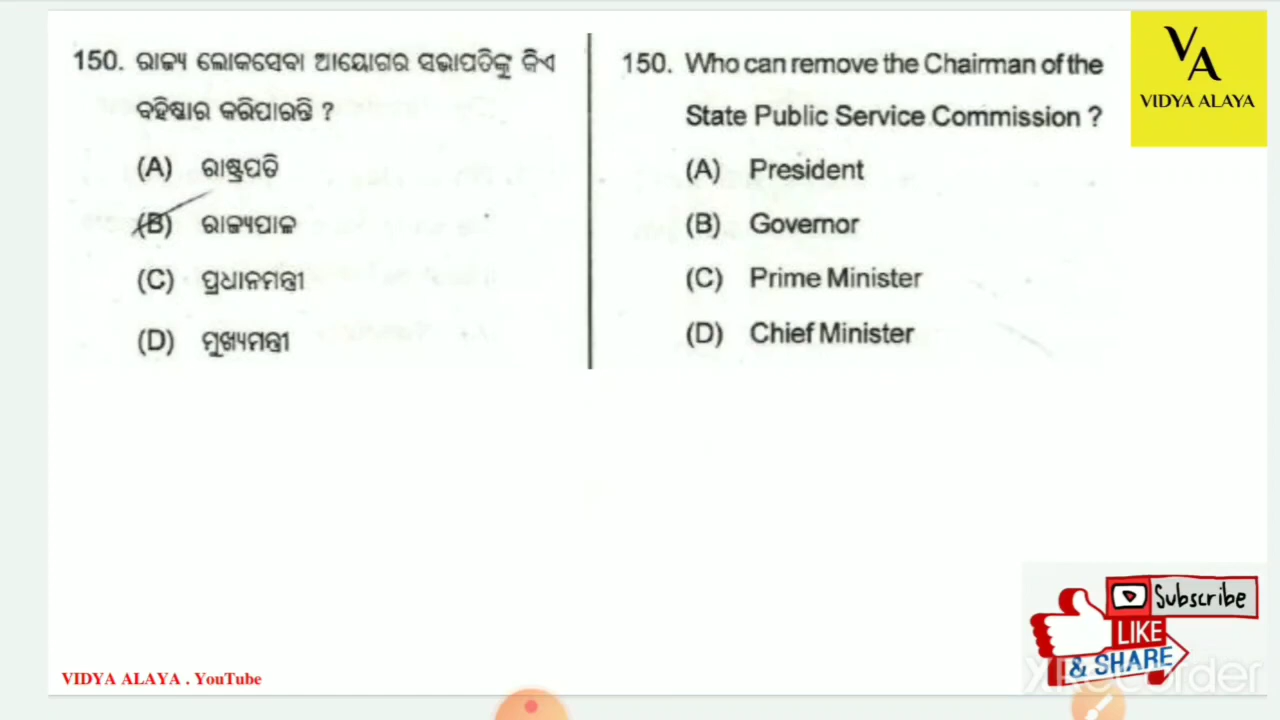 150. ରାଜ୍ୟ ଲୋକସେବା ଆୟୋଗର ସଭାପତିଙ୍କୁ କିଏ
ବହିଷ୍କାର କରିପାରନ୍ତି ?
(A) ରାଷ୍ଟ୍ରପତି
(B) ରାଜ୍ୟପାଳ
(C) ପ୍ରଧାନମନ୍ତ୍ରୀ
(D) ମୁଖ୍ୟମନ୍ତ୍ରୀ
150. Who can remove the Chairman of the
State Public Service Commission ?
(A) President
(B) Governor
(C) Prime Minister
(D) Chief Minister
VA
VIDYA ALAYA
Subscribe
LIKE
& SHARE
XRecorder
VIDYA ALAYA . YouTube